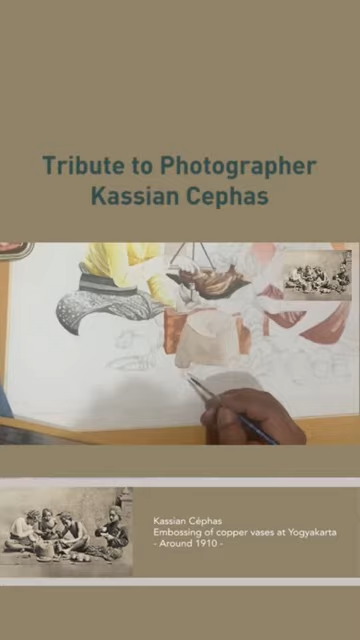 Tribute to Photographer
Kassian Cephas
Kassian Céphas
Embossing of copper vases at Yogyakarta
- Around 1910 -